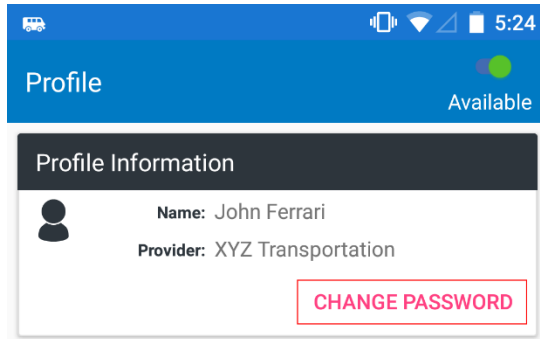 5:24
Profile
Available
Profile Information
Name: John Ferrari
Provider: XYZ Transportation
CHANGE PASSWORD